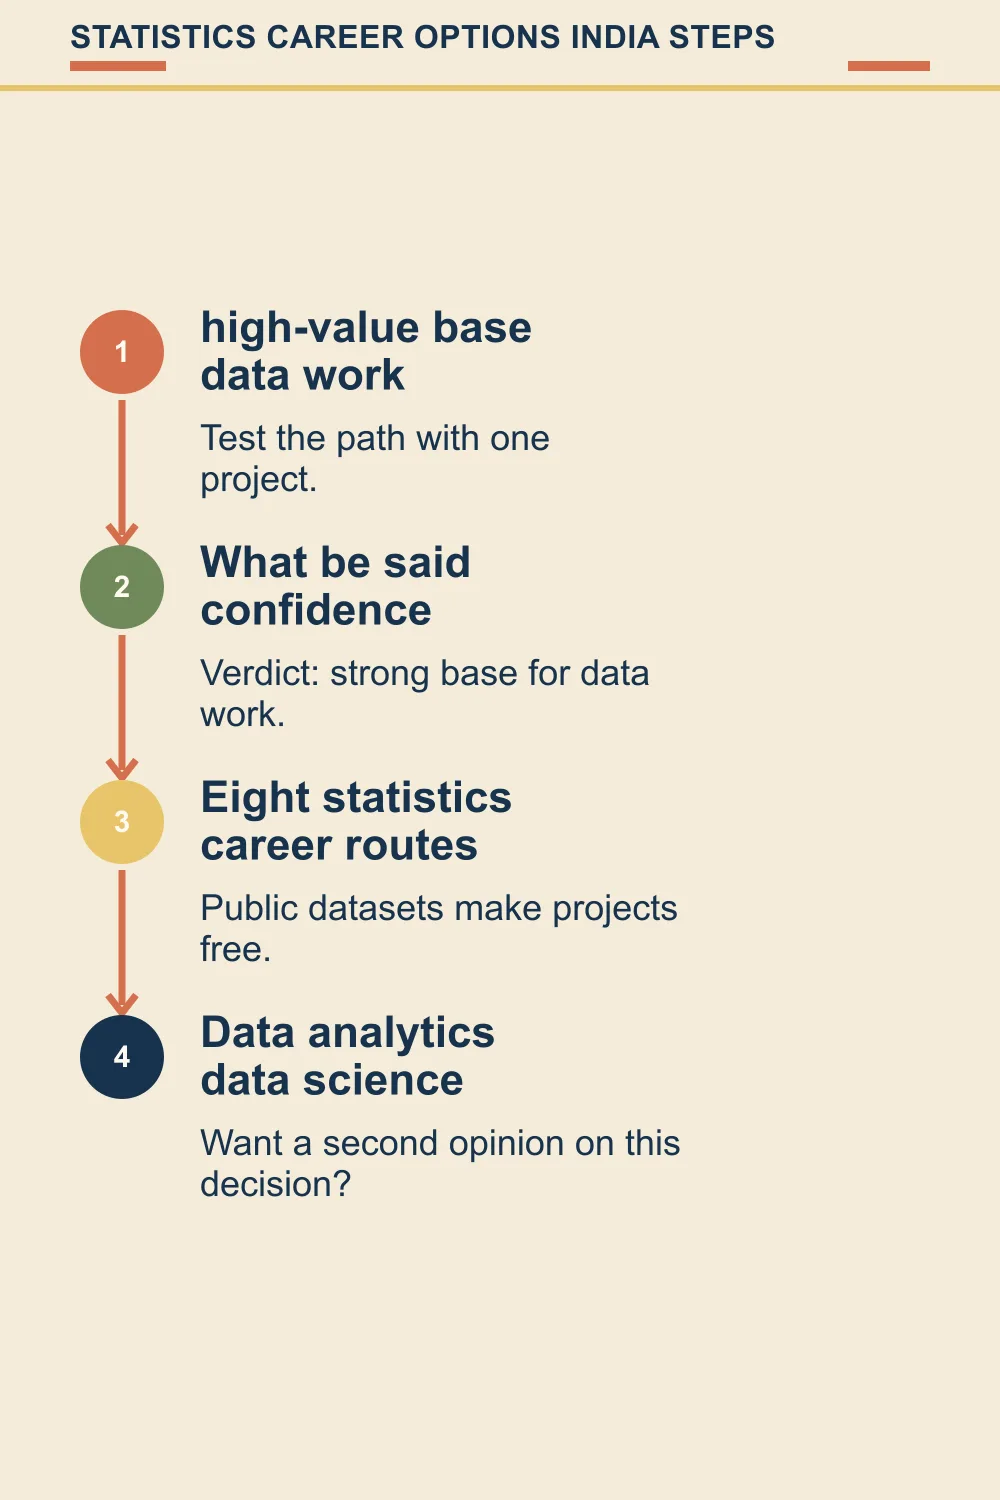 STATISTICS CAREER OPTIONS INDIA STEPS
1
high-value base
data work
Test the path with one
project.
2
What be said
confidence
Verdict: strong base for data
work.
3
Eight statistics
career routes
Public datasets make projects
free.
4
Data analytics
data science
Want a second opinion on this
decision?